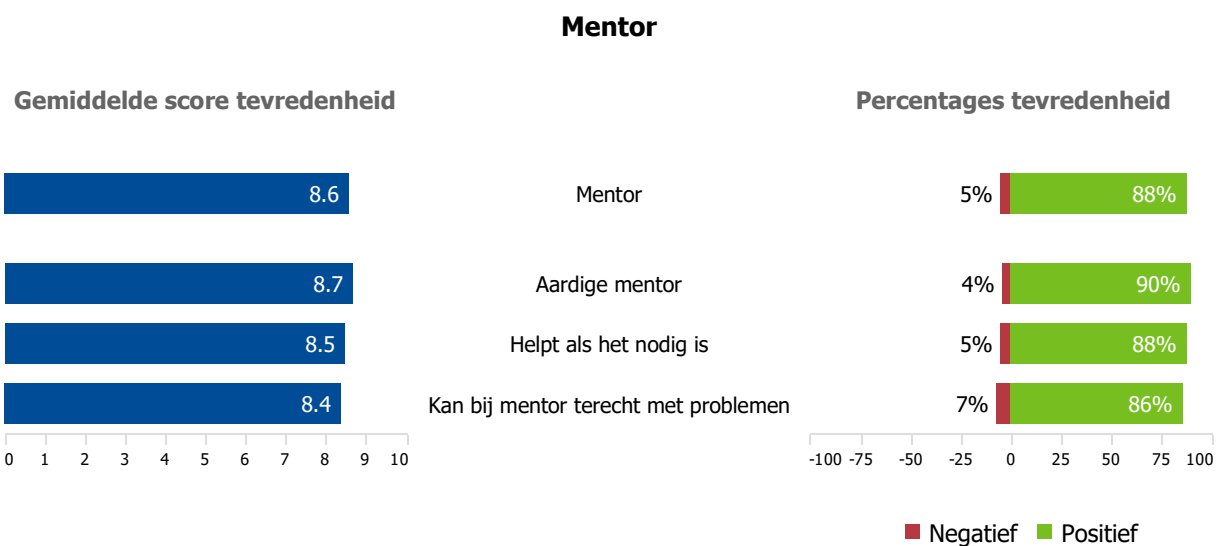 Mentor
Gemiddelde score tevredenheid
Percentages tevredenheid
8.6 Mentor 5% 88%
8.7 Aardige mentor 4% 90%
8.5 Helpt als het nodig is 5% 88%
8.4 Kan bij mentor terecht met problemen 7% 86%
0 1 2 3 4 5 6 7 8 9 10
-100 -75 -50 -25 0 25 50 75 100
Negatief Positief